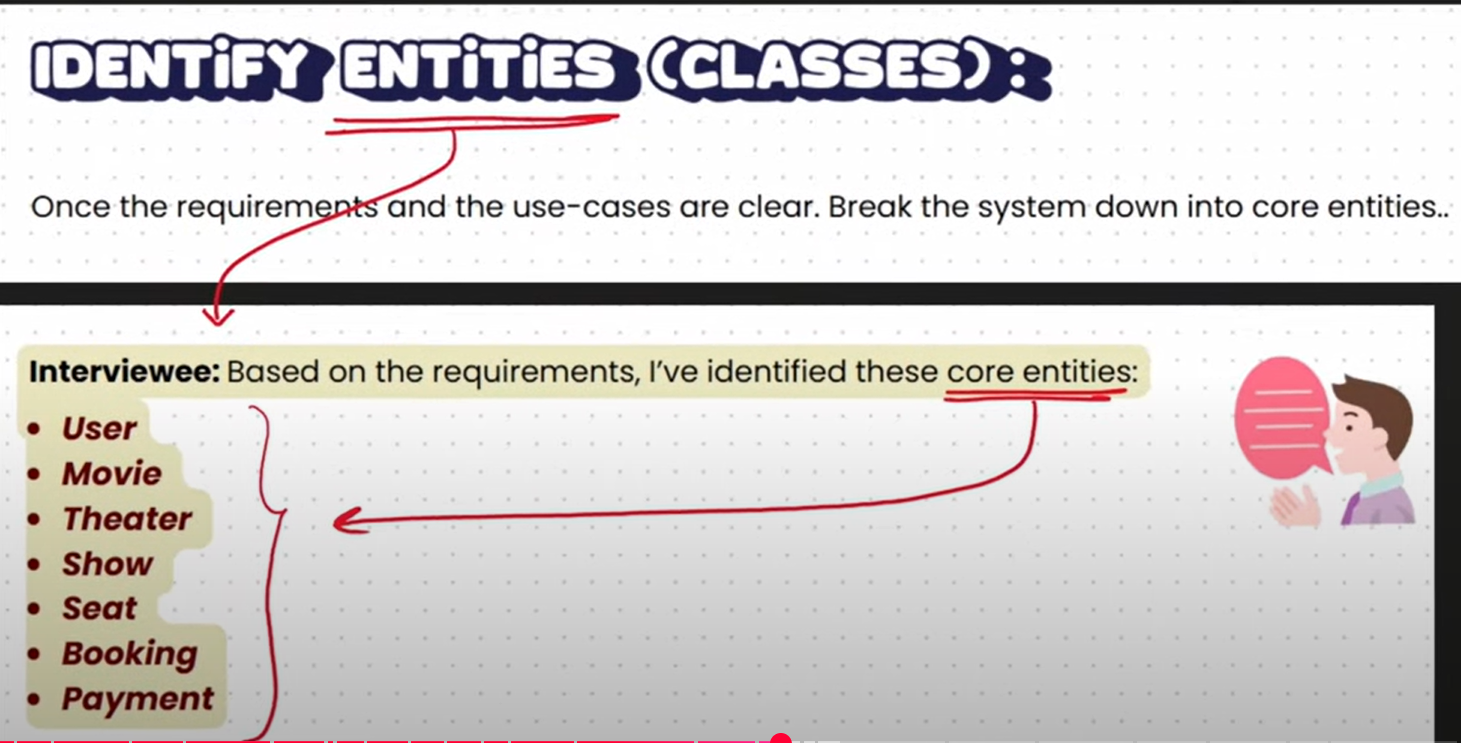 IDENTIFY ENTITIES (CLASSES):
Once the requirements and the use-cases are clear. Break the system down into core entities..
Interviewee: Based on the requirements, I've identified these core entities:
• User
• Movie
• Theater
• Show
• Seat
• Booking
• Payment